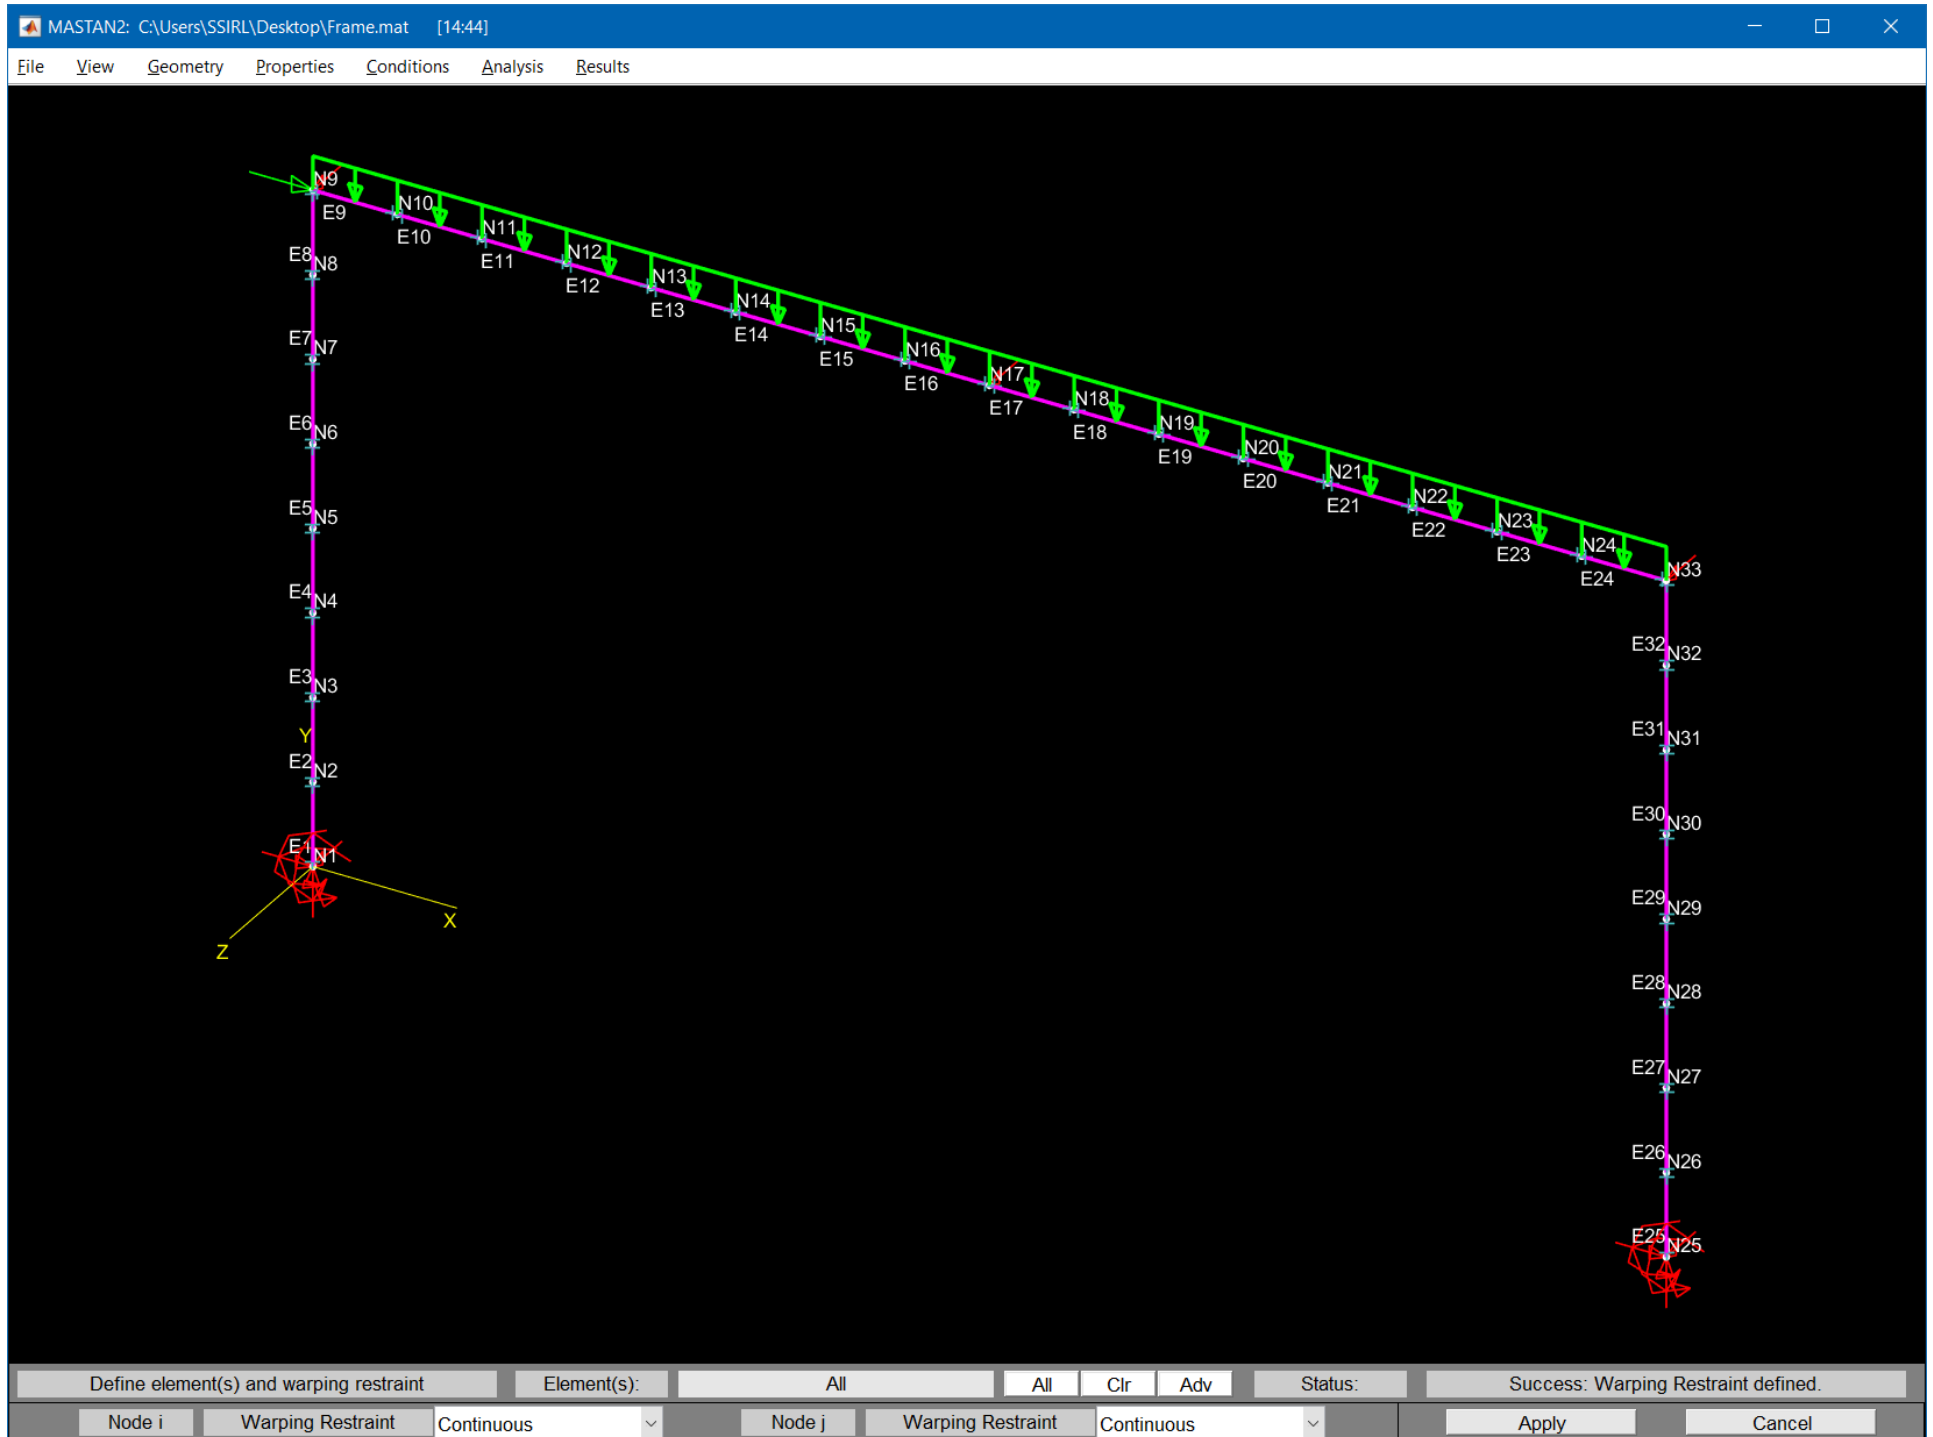 MASTAN2: C:\Users\SSIRL\Desktop\Frame.mat [14:44]
File View Geometry Properties Conditions Analysis Results
N9
E9
N10
E10
N11
E11
N12
E12
N13
E13
N14
E14
N15
E15
N16
E16
N17
E17
N18
E18
N19
E19
N20
E20
N21
E21
N22
E22
N23
E23
N24
E24
N33
E8 N8
E7 N7
E6 N6
E5 N5
E4 N4
E3 N3
Y
E2 N2
E1 N1
X
Z
E32 N32
E31 N31
E30 N30
E29 N29
E28 N28
E27 N27
E26 N26
E25 N25
Define element(s) and warping restraint Element(s): All All Clr Adv Status: Success: Warping Restraint defined.
Node i Warping Restraint Continuous Node j Warping Restraint Continuous Apply Cancel